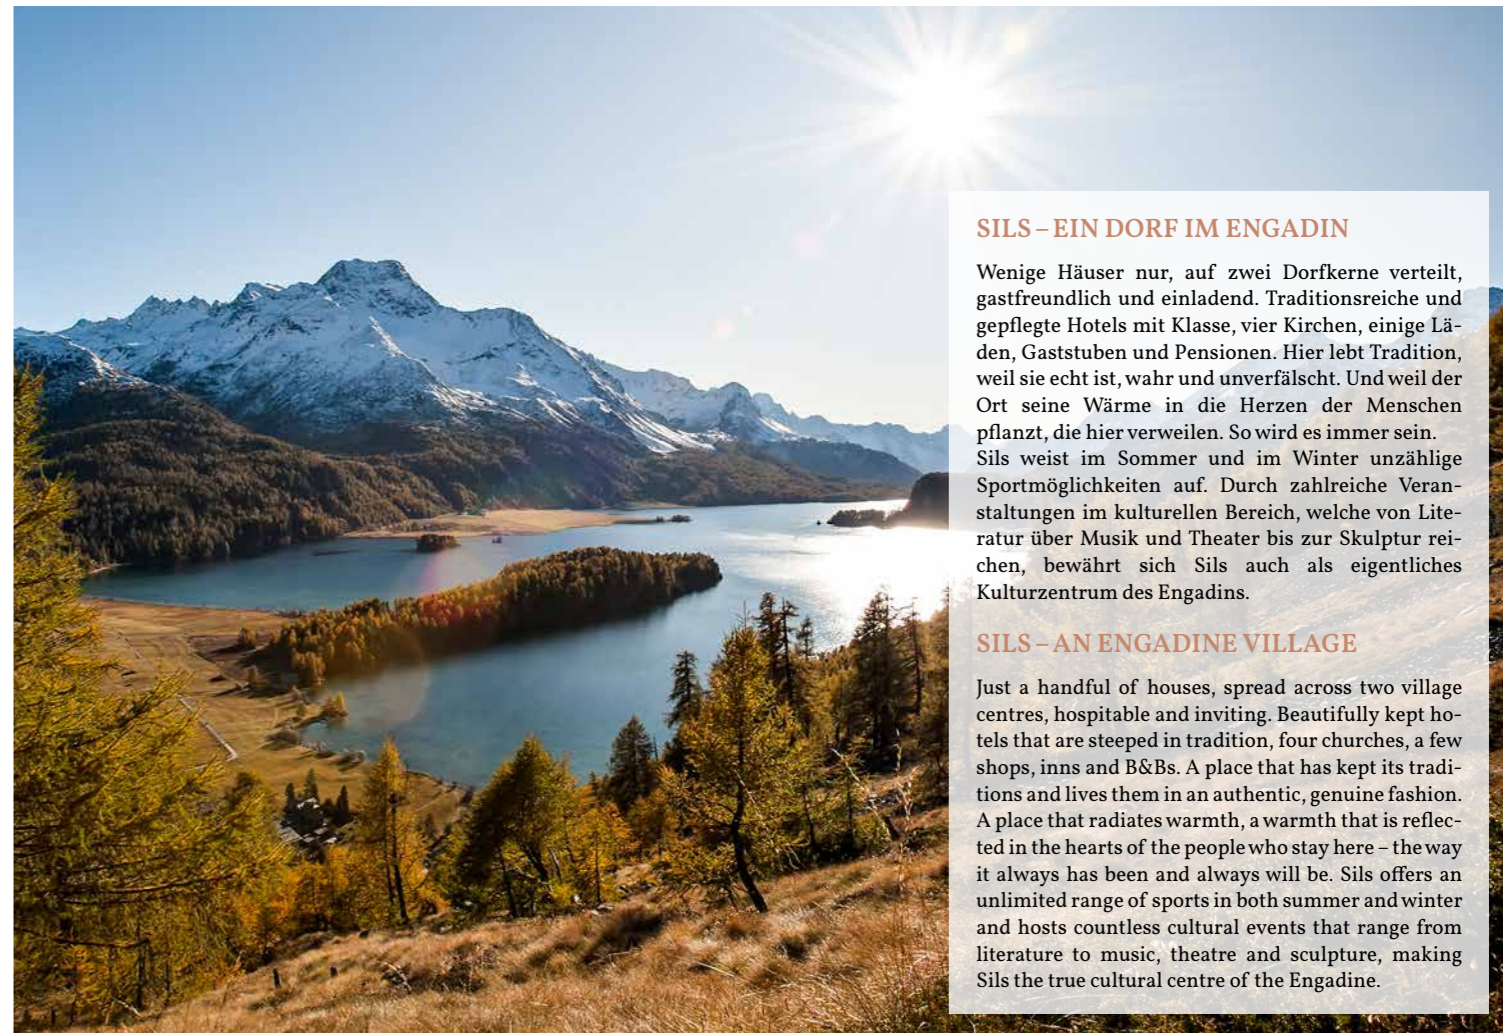 SILS – EIN DORF IM ENGADIN
Wenige Häuser nur, auf zwei Dorfkerne verteilt,
gastfreundlich und einladend. Traditionsreiche und
gepflegte Hotels mit Klasse, vier Kirchen, einige Lä-
den, Gaststuben und Pensionen. Hier lebt Tradition,
weil sie echt ist, wahr und unverfälscht. Und weil der
Ort seine Wärme in die Herzen der Menschen
pflanzt, die hier verweilen. So wird es immer sein.
Sils weist im Sommer und im Winter unzählige
Sportmöglichkeiten auf. Durch zahlreiche Veran-
staltungen im kulturellen Bereich, welche von Lite-
ratur über Musik und Theater bis zur Skulptur rei-
chen, bewährt sich Sils auch als eigentliches
Kulturzentrum des Engadins.
SILS – AN ENGADINE VILLAGE
Just a handful of houses, spread across two village
centres, hospitable and inviting. Beautifully kept ho-
tels that are steeped in tradition, four churches, a few
shops, inns and B&Bs. A place that has kept its tradi-
tions and lives them in an authentic, genuine fashion.
A place that radiates warmth, a warmth that is reflec-
ted in the hearts of the people who stay here – the way
it always has been and always will be. Sils offers an
unlimited range of sports in both summer and winter
and hosts countless cultural events that range from
literature to music, theatre and sculpture, making
Sils the true cultural centre of the Engadine.